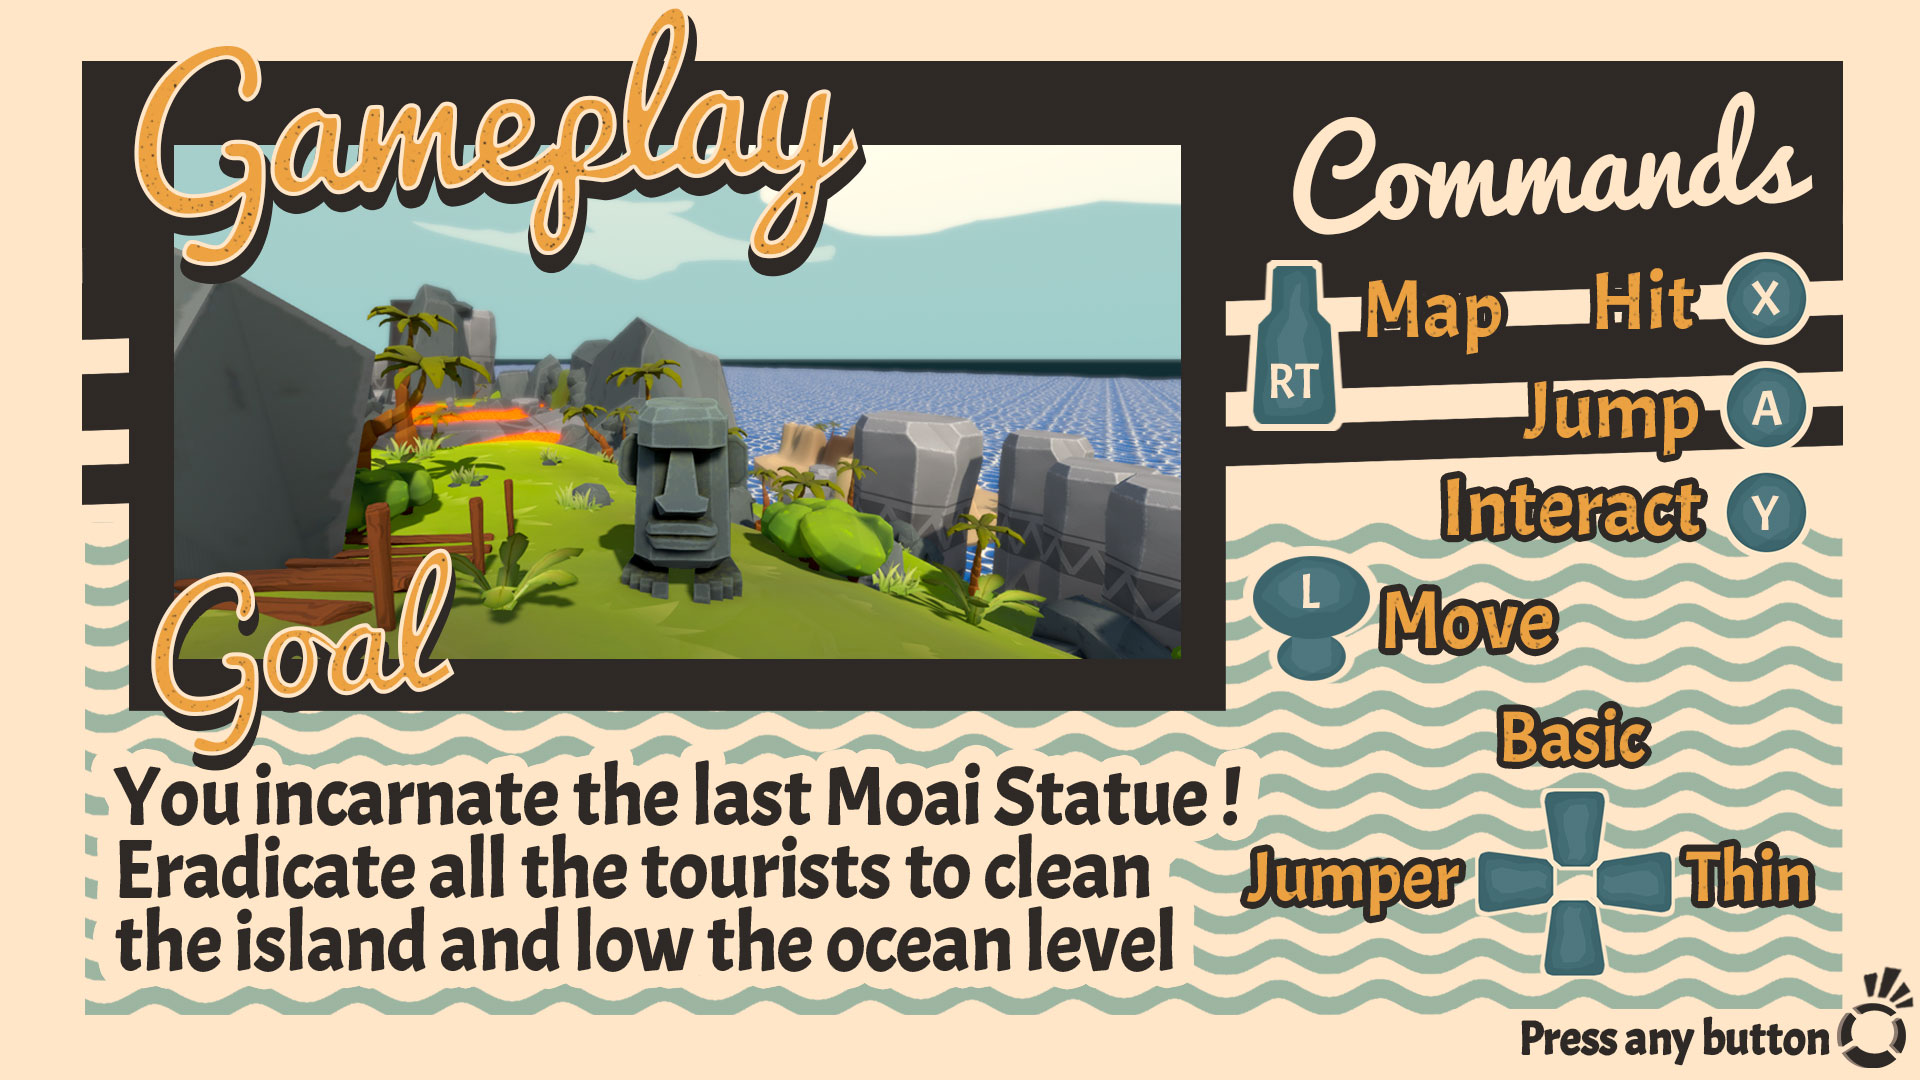 Gameplay
Goal
You incarnate the last Moai Statue !
Eradicate all the tourists to clean
the island and low the ocean level
Commands
RT Map
Hit X
Jump A
Interact Y
L Move
Basic
Jumper Thin
Press any button